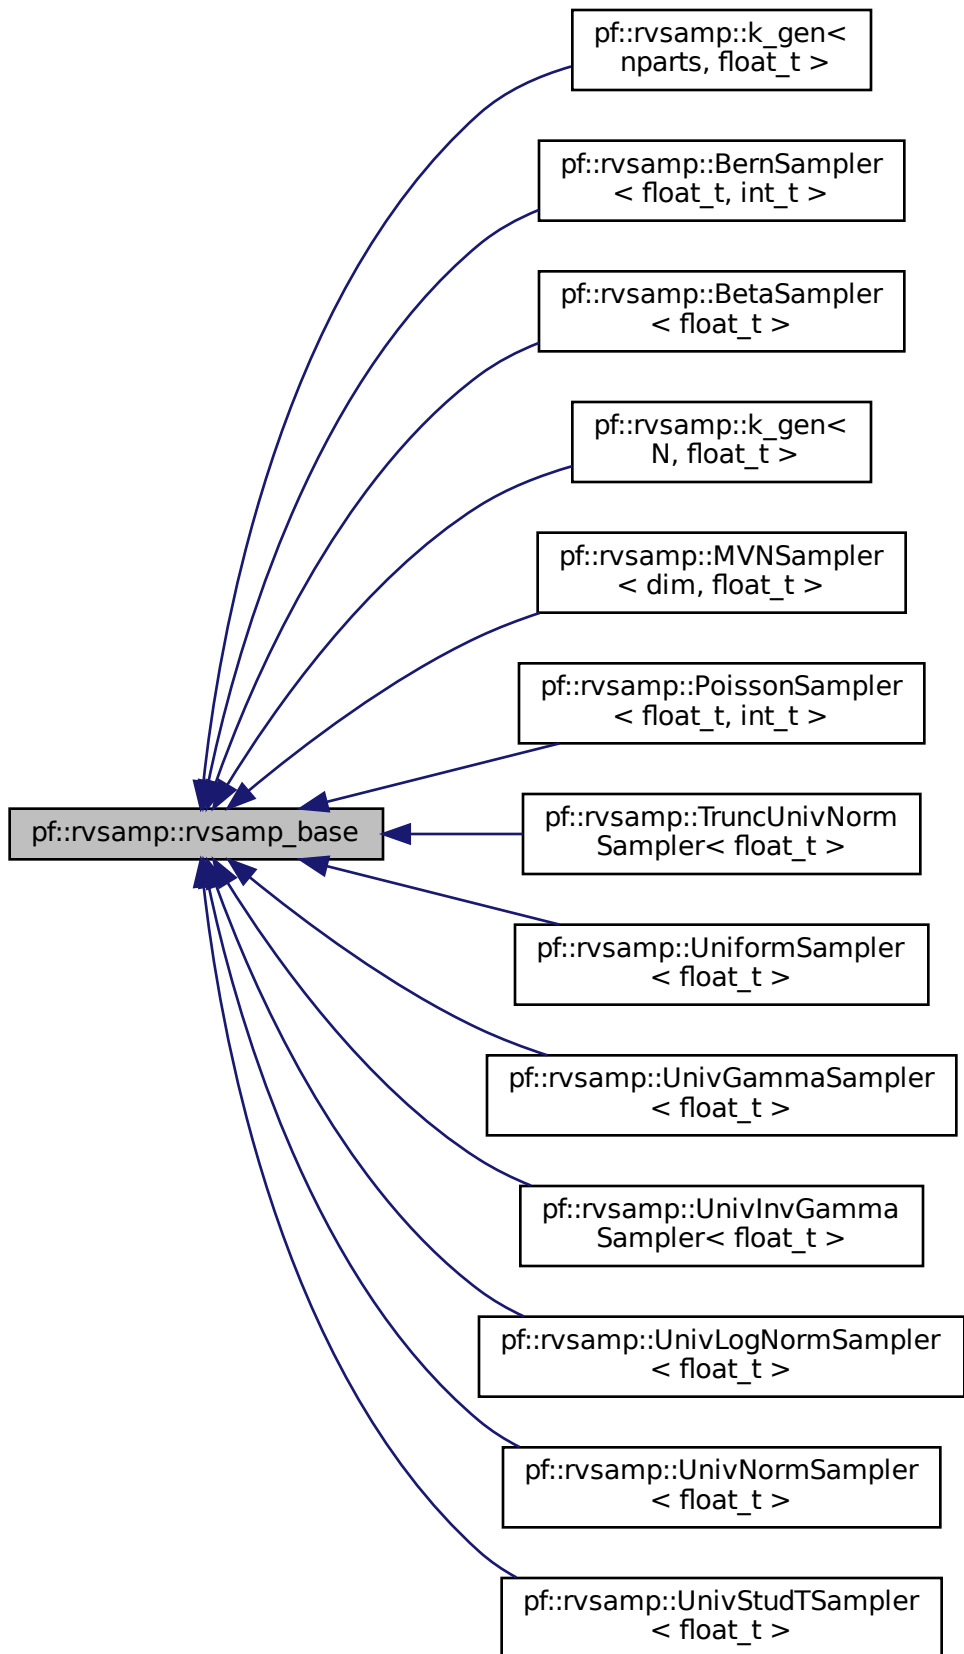 pf::rvsamp::k_gen<
nparts, float_t >
pf::rvsamp::BernSampler
< float_t, int_t >
pf::rvsamp::BetaSampler
< float_t >
pf::rvsamp::k_gen<
N, float_t >
pf::rvsamp::MVNSampler
< dim, float_t >
pf::rvsamp::PoissonSampler
< float_t, int_t >
pf::rvsamp::rvsamp_base
pf::rvsamp::TruncUnivNorm
Sampler< float_t >
pf::rvsamp::UniformSampler
< float_t >
pf::rvsamp::UnivGammaSampler
< float_t >
pf::rvsamp::UnivInvGamma
Sampler< float_t >
pf::rvsamp::UnivLogNormSampler
< float_t >
pf::rvsamp::UnivNormSampler
< float_t >
pf::rvsamp::UnivStudTSampler
< float_t >